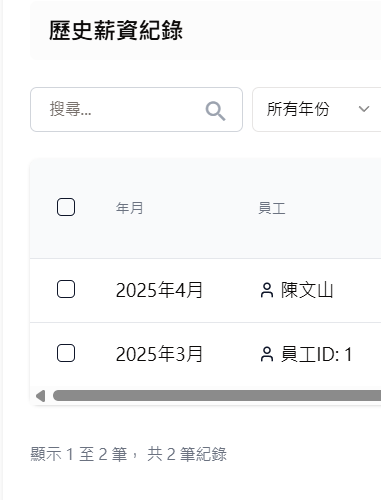 歷史薪資紀錄
搜尋... 所有年份
年月 員工
2025年4月 陳文山
2025年3月 員工ID: 1
顯示 1 至 2 筆， 共 2 筆紀錄